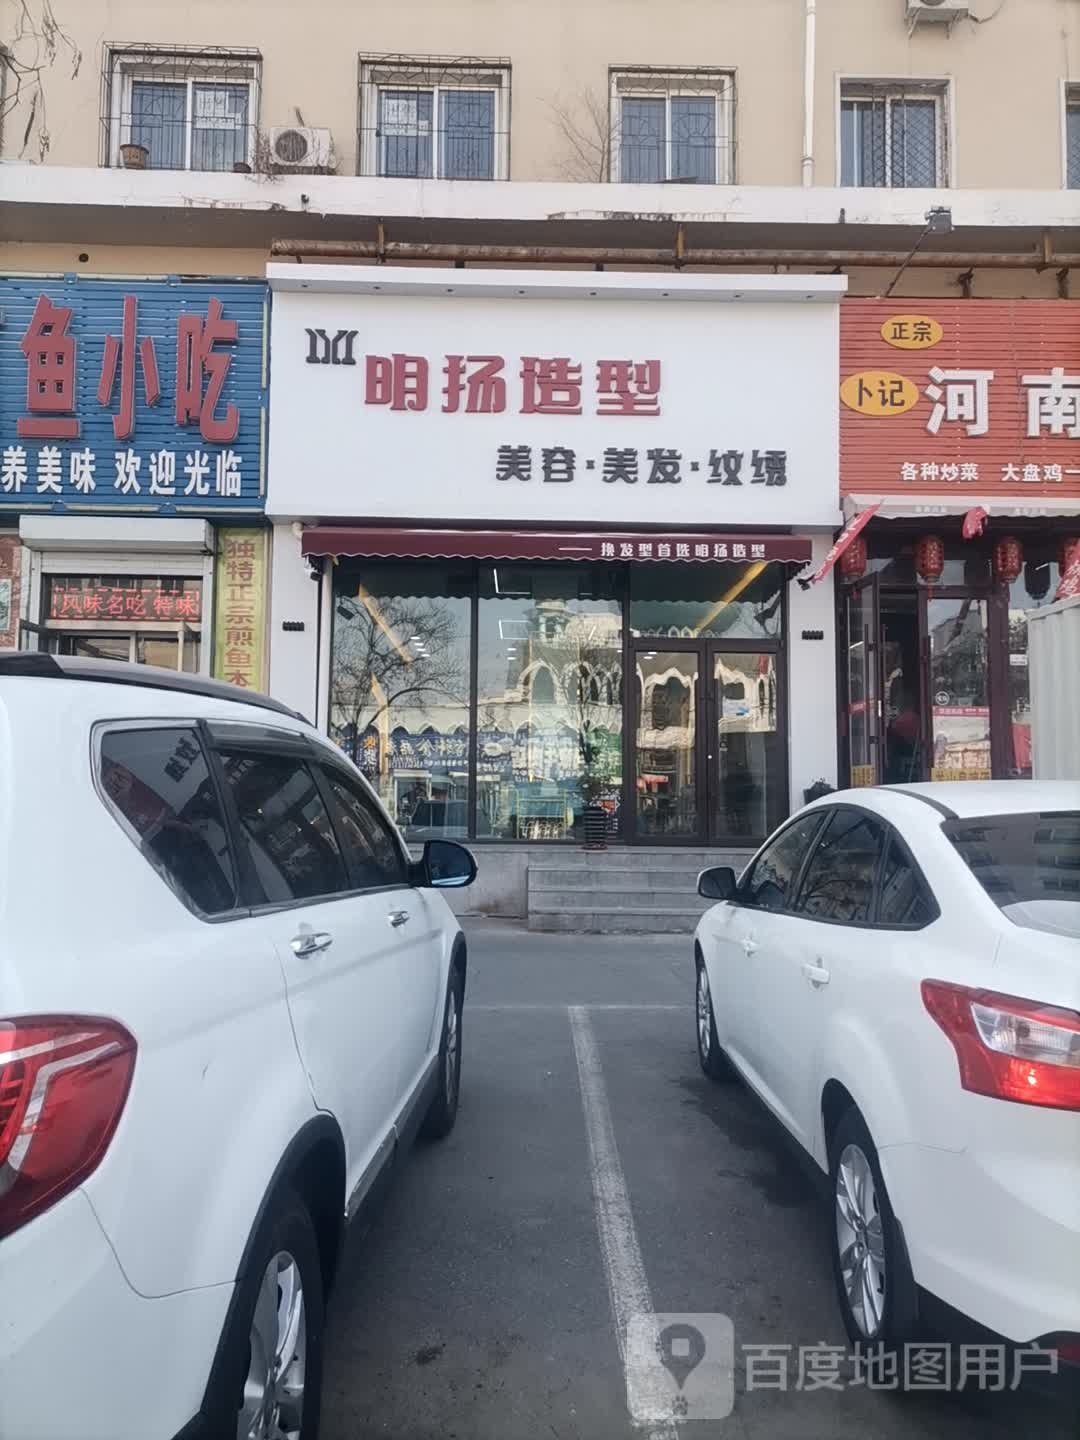 鱼小吃
养美味 欢迎光临
风味名吃 特味
独特正宗煎鱼本
明扬造型
美容·美发·纹绣
——换发型首选明扬造型
正宗
卜记
河南
各种炒菜 大盘鸡
百度地图用户